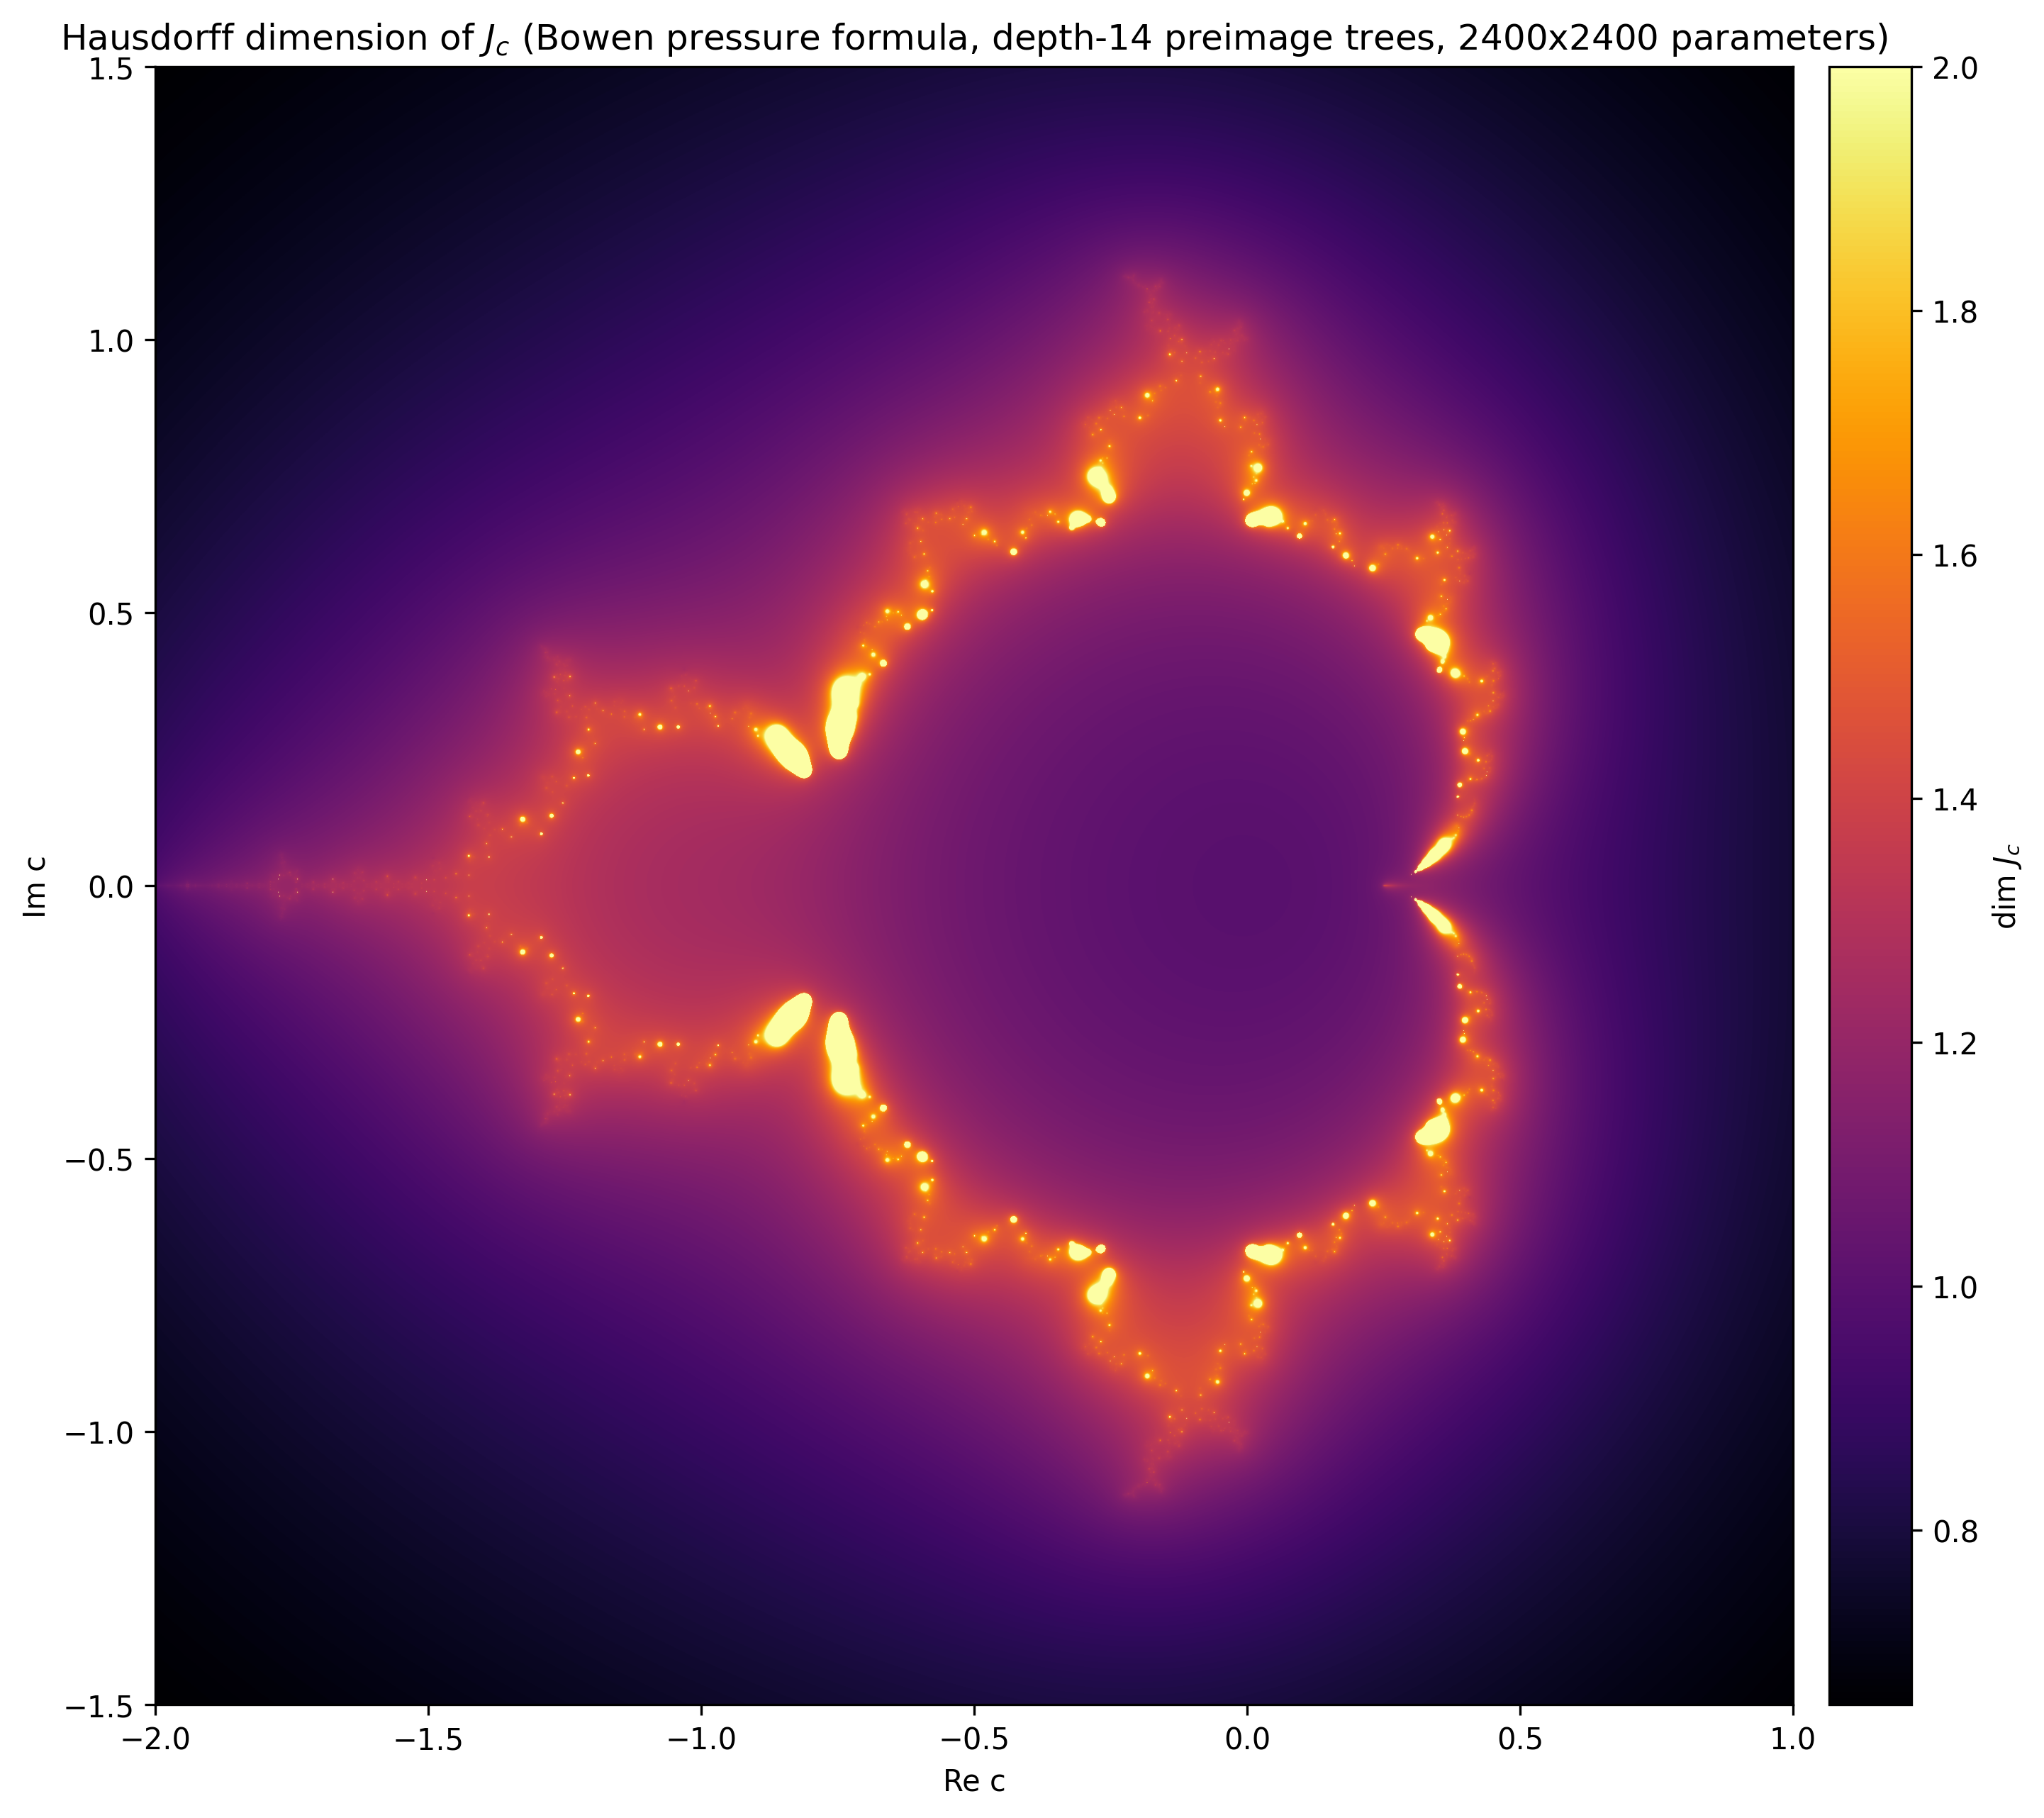 Hausdorff dimension of J_c (Bowen pressure formula, depth-14 preimage trees, 2400x2400 parameters)
1.5
1.0
0.5
0.0
−0.5
−1.0
−1.5
Im c
−2.0 −1.5 −1.0 −0.5 0.0 0.5 1.0
Re c
2.0
1.8
1.6
1.4
1.2
1.0
0.8
dim J_c